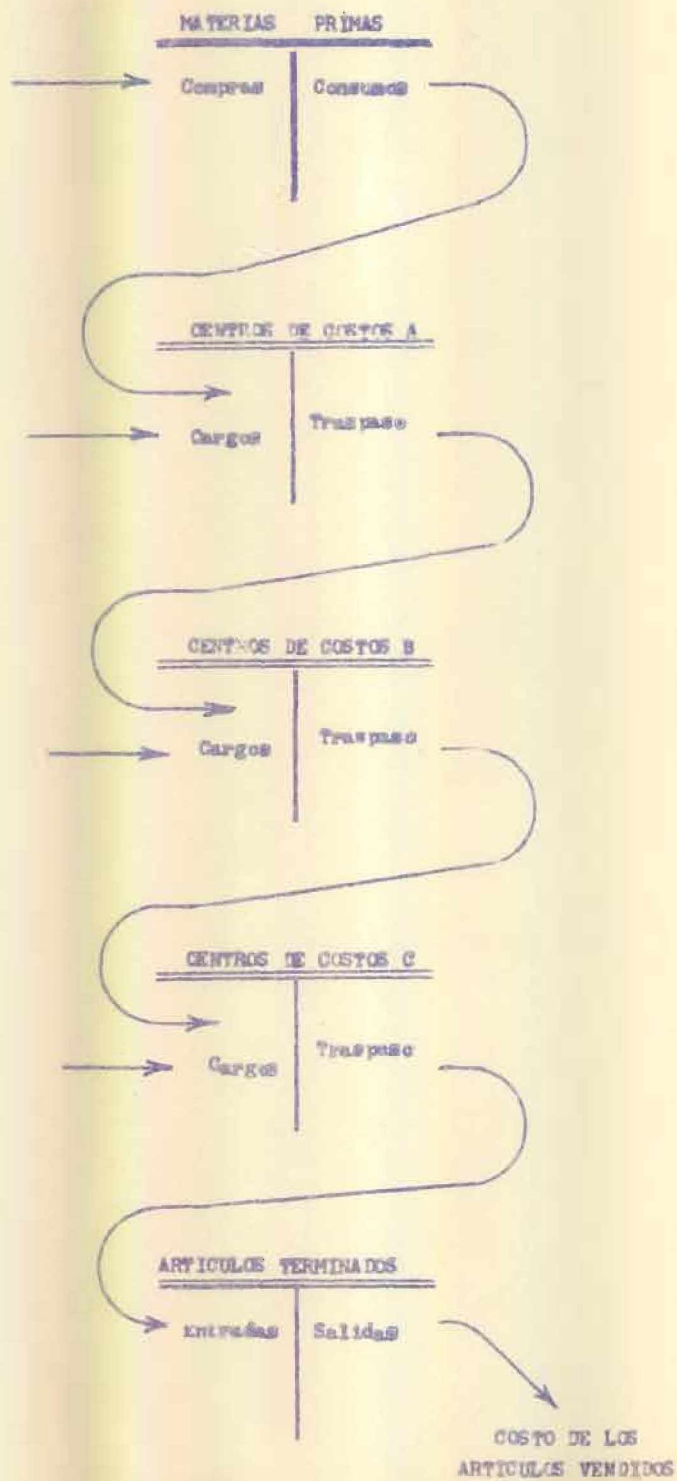 MATERIAS PRIMAS
Compras Consumos
CENTROS DE COSTOS A
Cargos Traspaso
CENTROS DE COSTOS B
Cargos Traspaso
CENTROS DE COSTOS C
Cargos Traspaso
ARTICULOS TERMINADOS
Entradas Salidas
COSTO DE LOS
ARTICULOS VENDIDOS